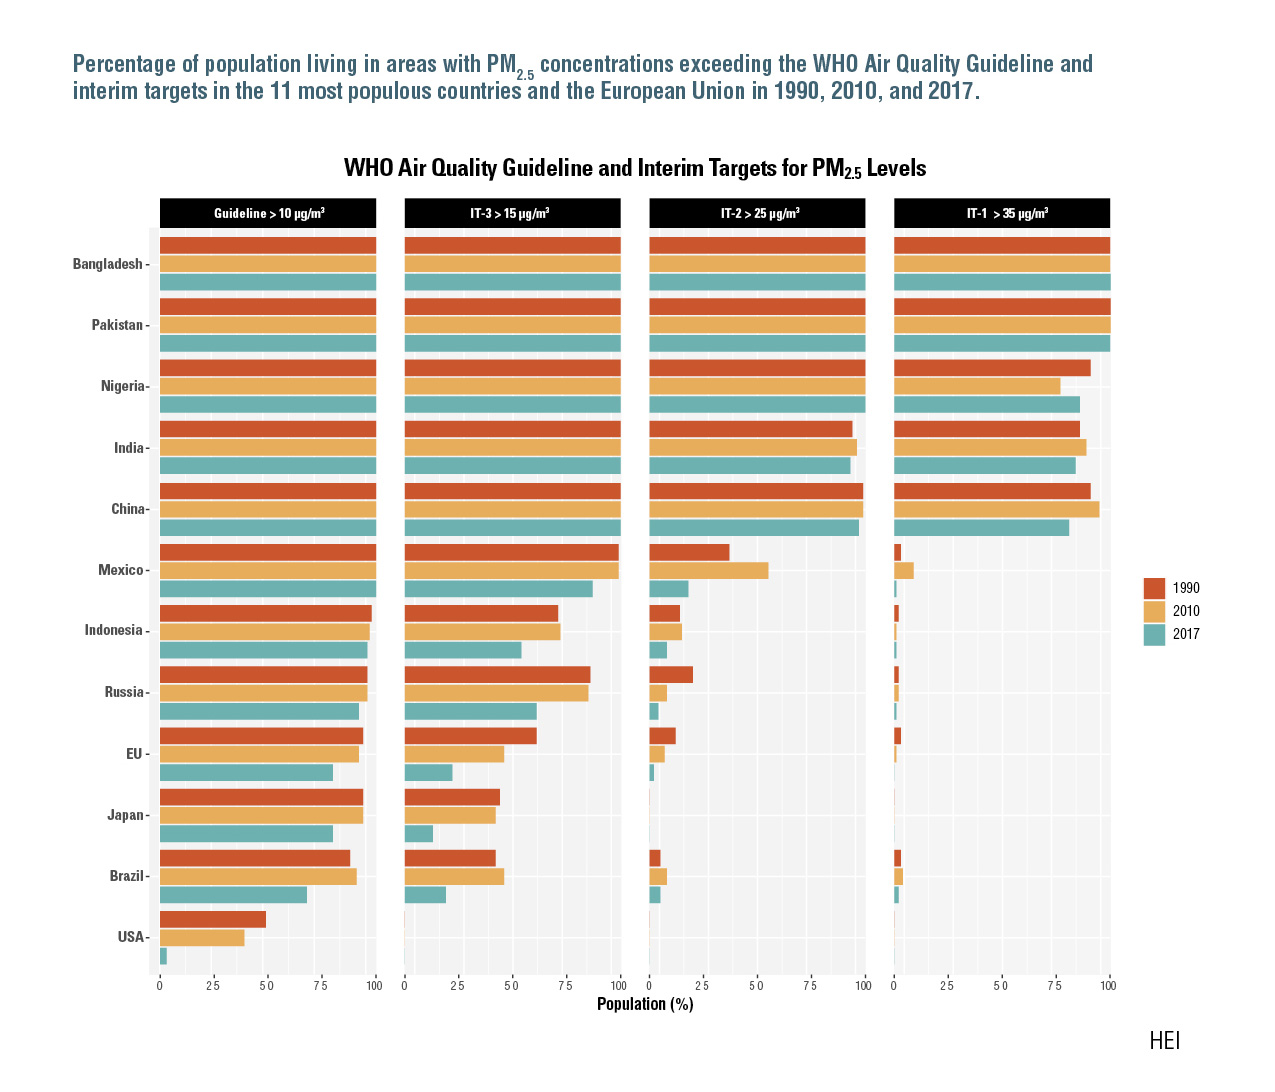 Percentage of population living in areas with PM2.5 concentrations exceeding the WHO Air Quality Guideline and
interim targets in the 11 most populous countries and the European Union in 1990, 2010, and 2017.
WHO Air Quality Guideline and Interim Targets for PM2.5 Levels
Guideline > 10 µg/m³
IT-3 > 15 µg/m³
IT-2 > 25 µg/m³
IT-1 > 35 µg/m³
Bangladesh
Pakistan
Nigeria
India
China
Mexico
Indonesia
Russia
EU
Japan
Brazil
USA
1990
2010
2017
0 25 50 75 100
0 25 50 75 100
0 25 50 75 100
0 25 50 75 100
Population (%)
HEI